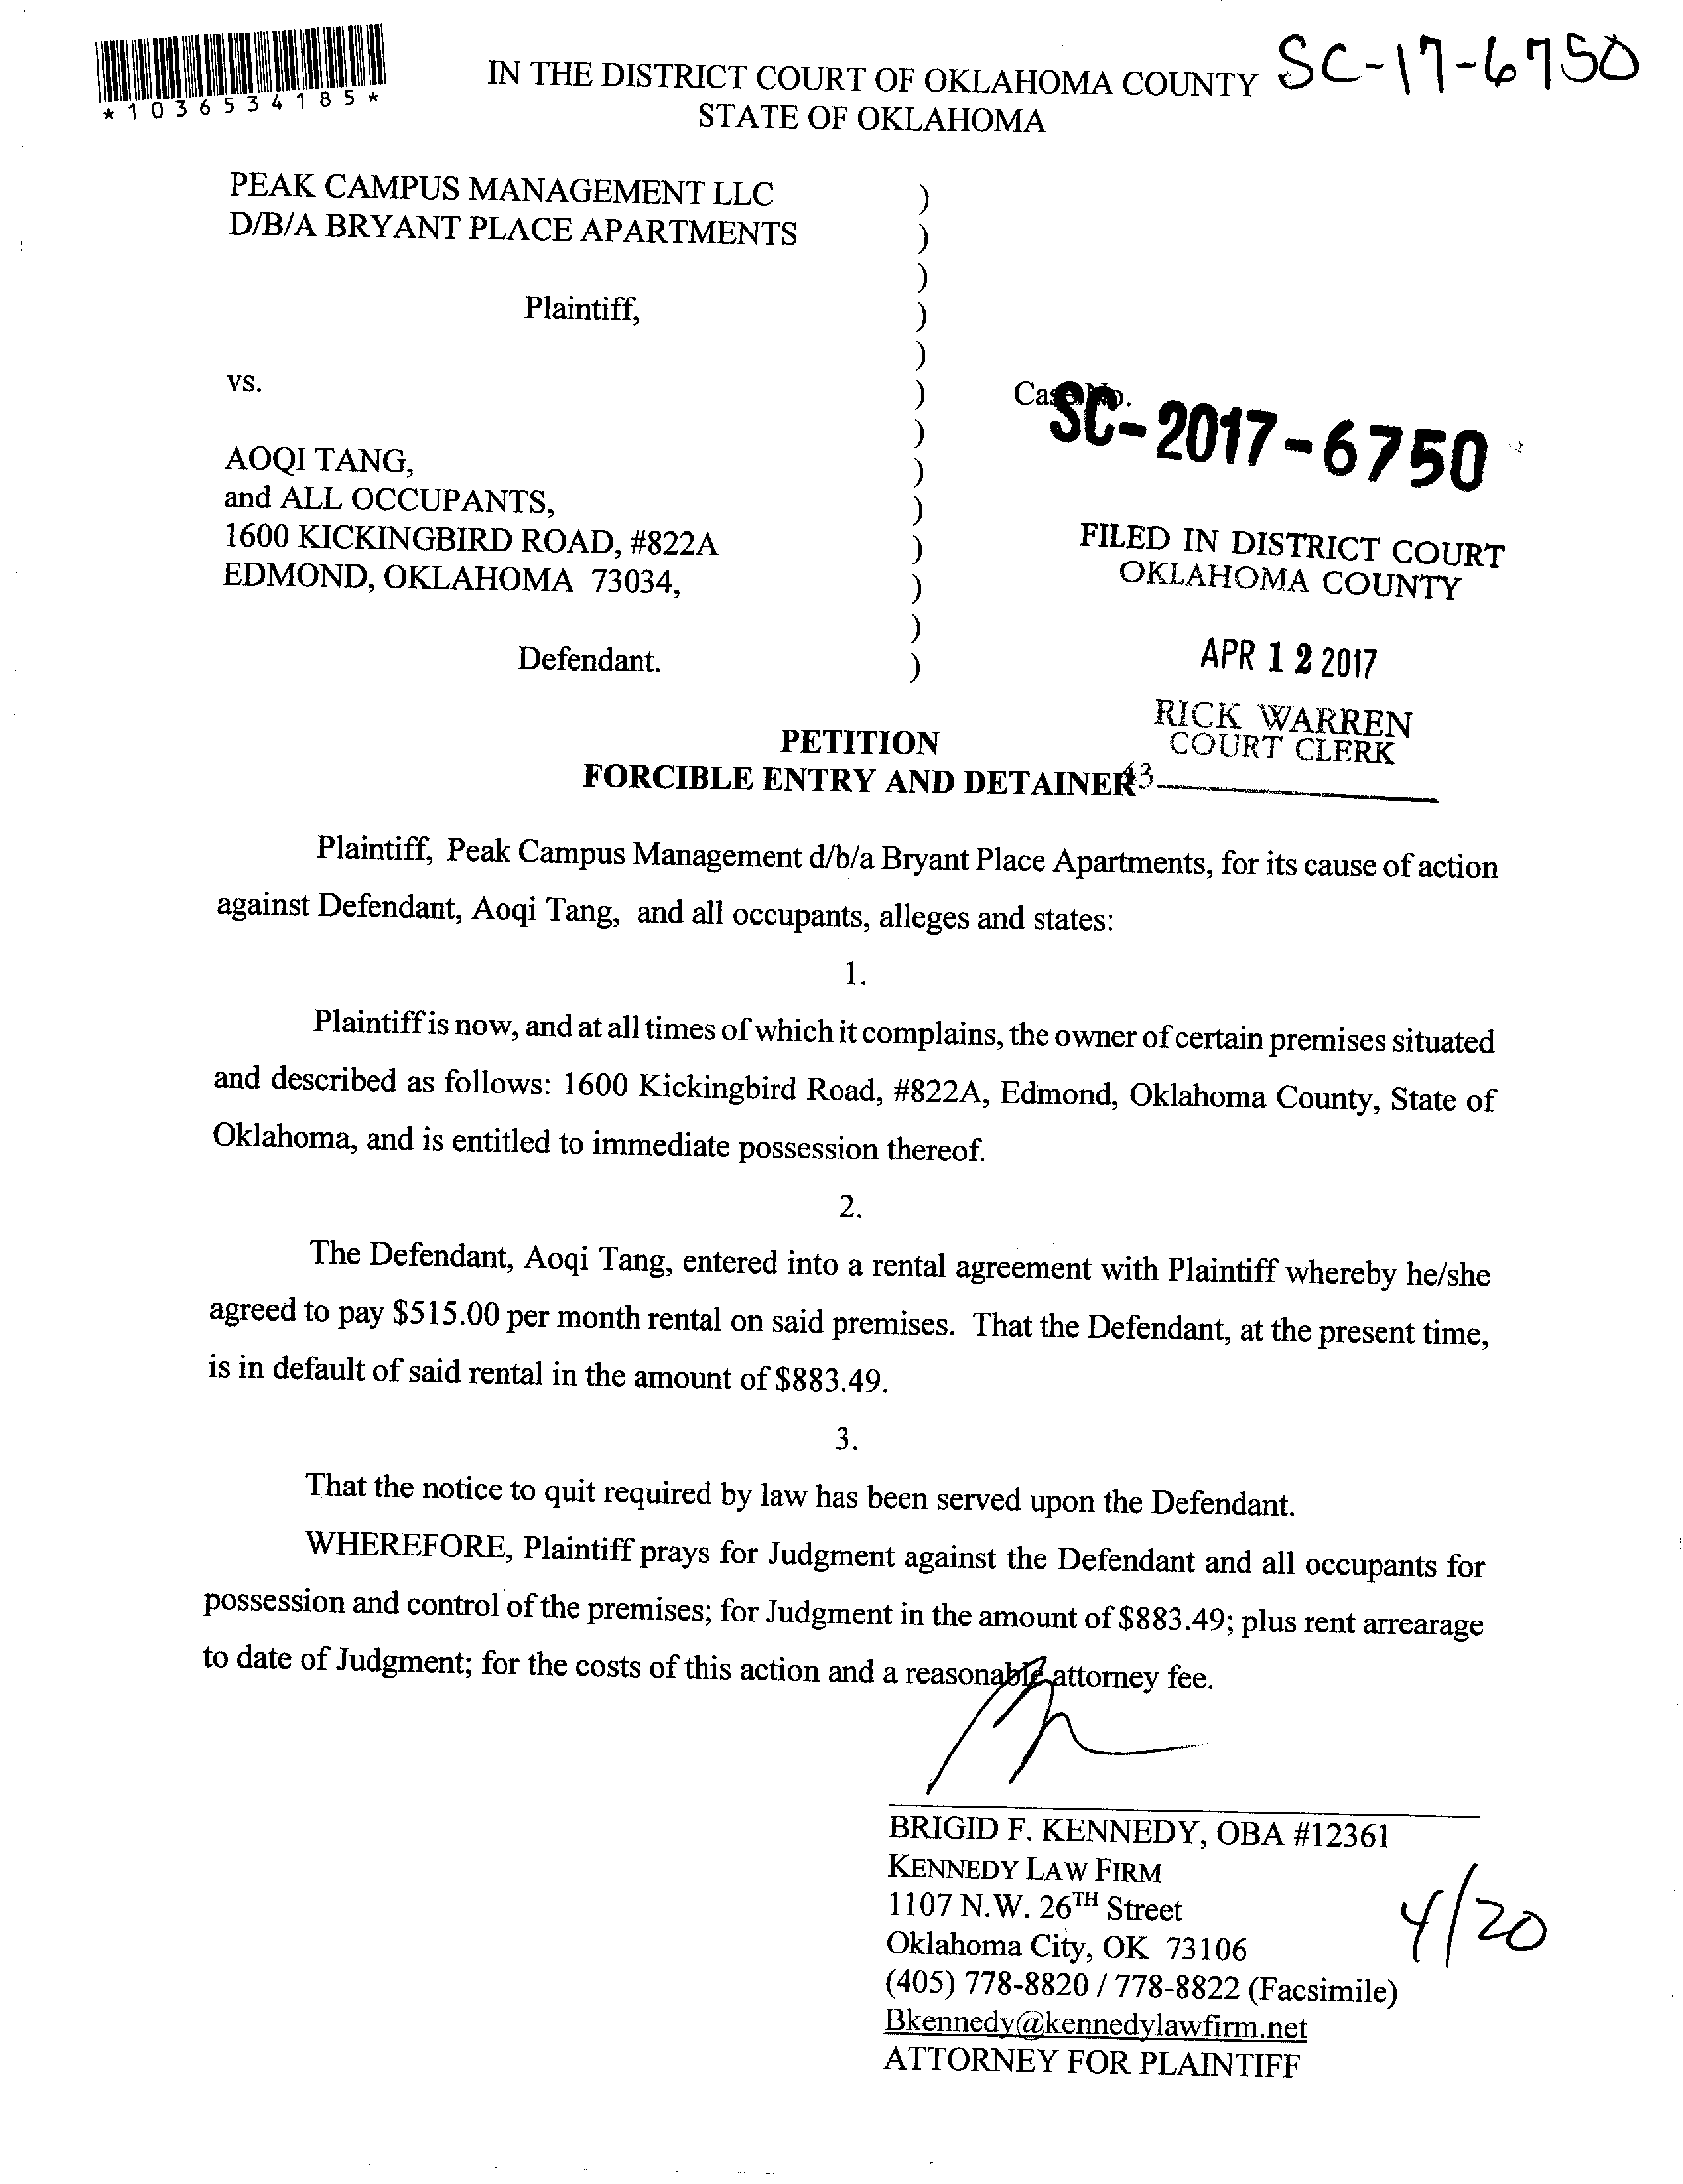 *1036534185*
IN THE DISTRICT COURT OF OKLAHOMA COUNTY SC-17-6750
STATE OF OKLAHOMA
PEAK CAMPUS MANAGEMENT LLC )
D/B/A BRYANT PLACE APARTMENTS )
)
Plaintiff, )
)
vs. ) Case No.
SC-2017-6750
)
AOQI TANG, )
and ALL OCCUPANTS, )
1600 KICKINGBIRD ROAD, #822A ) FILED IN DISTRICT COURT
EDMOND, OKLAHOMA 73034, ) OKLAHOMA COUNTY
)
Defendant. ) APR 12 2017
RICK WARREN
PETITION COURT CLERK
FORCIBLE ENTRY AND DETAINER
Plaintiff, Peak Campus Management d/b/a Bryant Place Apartments, for its cause of action
against Defendant, Aoqi Tang, and all occupants, alleges and states:
1.
Plaintiff is now, and at all times of which it complains, the owner of certain premises situated
and described as follows: 1600 Kickingbird Road, #822A, Edmond, Oklahoma County, State of
Oklahoma, and is entitled to immediate possession thereof.
2.
The Defendant, Aoqi Tang, entered into a rental agreement with Plaintiff whereby he/she
agreed to pay $515.00 per month rental on said premises. That the Defendant, at the present time,
is in default of said rental in the amount of $883.49.
3.
That the notice to quit required by law has been served upon the Defendant.
WHEREFORE, Plaintiff prays for Judgment against the Defendant and all occupants for
possession and control of the premises; for Judgment in the amount of $883.49; plus rent arrearage
to date of Judgment; for the costs of this action and a reasonable attorney fee.
BRIGID F. KENNEDY, OBA #12361
KENNEDY LAW FIRM
1107 N.W. 26TH Street
Oklahoma City, OK 73106 4/20
(405) 778-8820 / 778-8822 (Facsimile)
Bkennedy@kennedylawfirm.net
ATTORNEY FOR PLAINTIFF